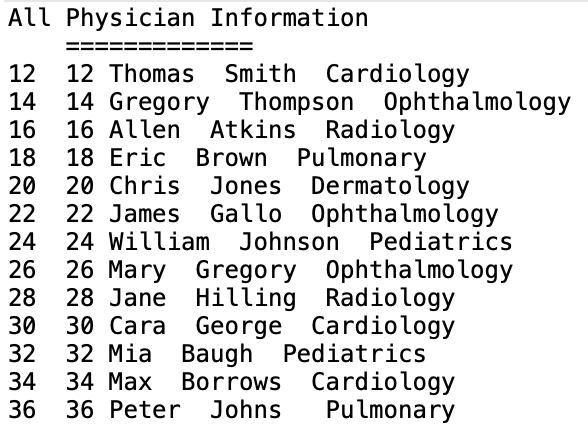 All Physician Information
=============
12  12 Thomas  Smith  Cardiology
14  14 Gregory  Thompson  Ophthalmology
16  16 Allen  Atkins  Radiology
18  18 Eric  Brown  Pulmonary
20  20 Chris  Jones  Dermatology
22  22 James  Gallo  Ophthalmology
24  24 William  Johnson  Pediatrics
26  26 Mary  Gregory  Ophthalmology
28  28 Jane  Hilling  Radiology
30  30 Cara  George  Cardiology
32  32 Mia  Baugh  Pediatrics
34  34 Max  Borrows  Cardiology
36  36 Peter  Johns   Pulmonary